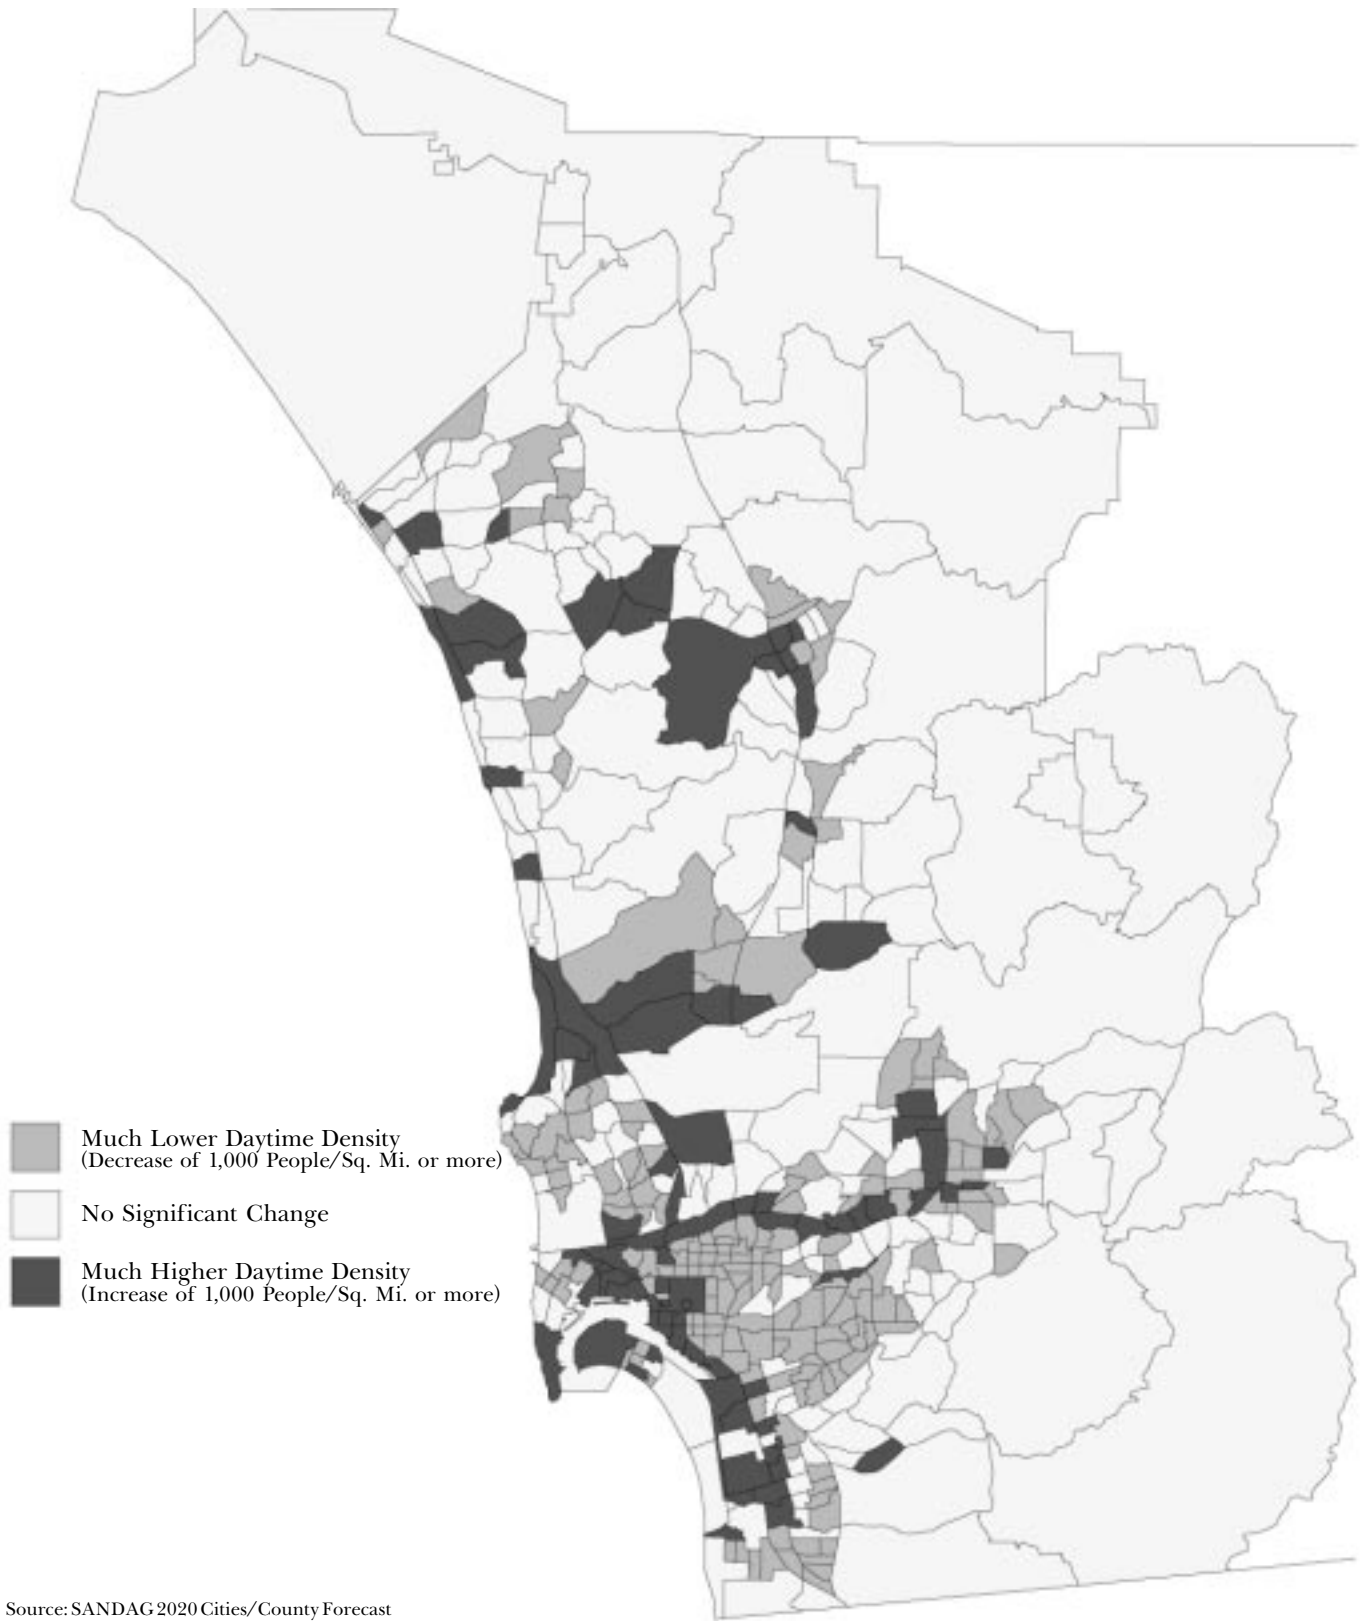 Much Lower Daytime Density
(Decrease of 1,000 People/Sq. Mi. or more)
No Significant Change
Much Higher Daytime Density
(Increase of 1,000 People/Sq. Mi. or more)
Source: SANDAG 2020 Cities/County Forecast